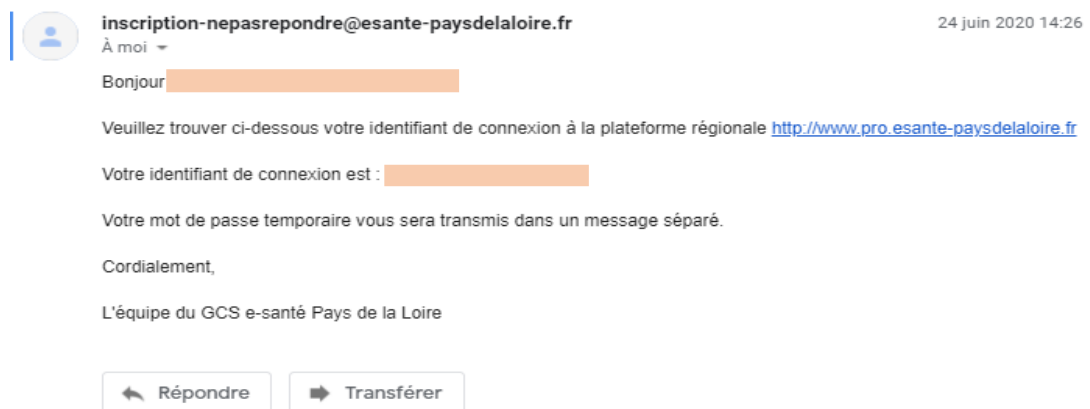 inscription-nepasrepondre@esante-paysdelaloire.fr 24 juin 2020 14:26
À moi
Bonjour
Veuillez trouver ci-dessous votre identifiant de connexion à la plateforme régionale http://www.pro.esante-paysdelaloire.fr
Votre identifiant de connexion est :
Votre mot de passe temporaire vous sera transmis dans un message séparé.
Cordialement,
L'équipe du GCS e-santé Pays de la Loire
Répondre Transférer